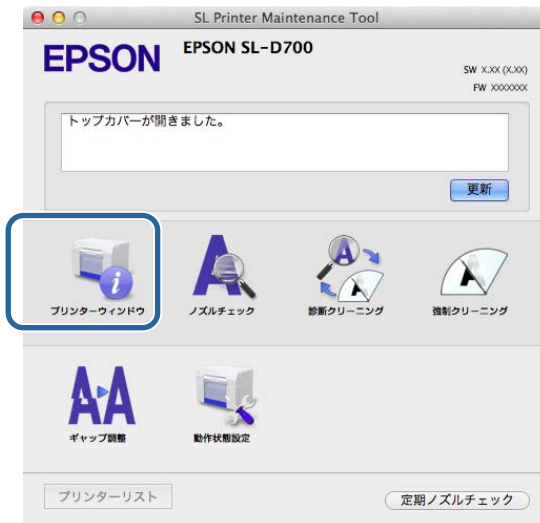 SL Printer Maintenance Tool
EPSON
EPSON SL-D700
SW X.XX (X.XX)
FW XXXXXXX
トップカバーが開きました。
更新
プリンターウィンドウ
ノズルチェック
診断クリーニング
強制クリーニング
ギャップ調整
動作状態設定
プリンターリスト
定期ノズルチェック